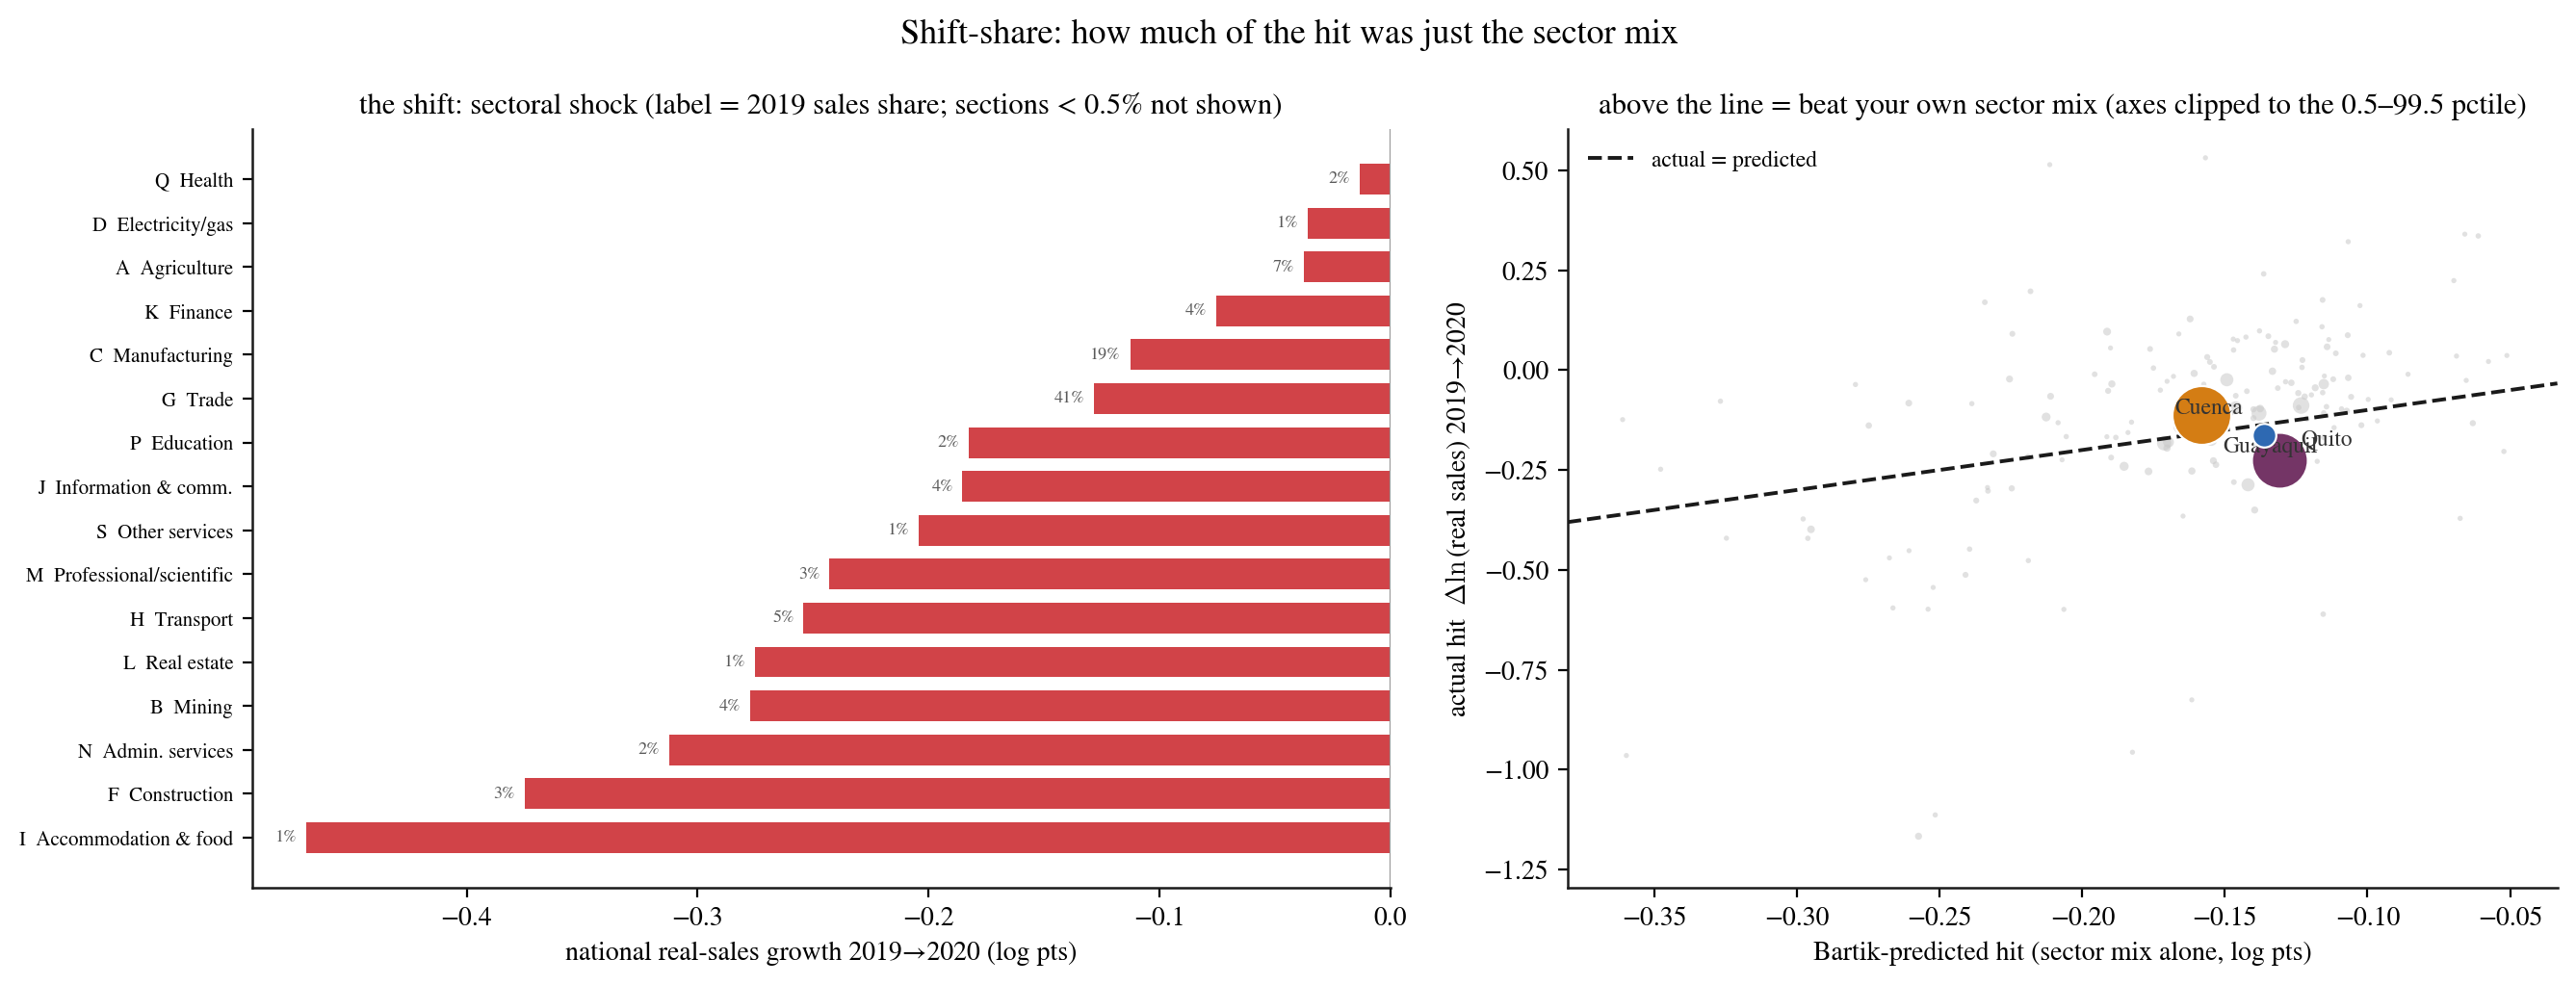 Shift-share: how much of the hit was just the sector mix
the shift: sectoral shock (label = 2019 sales share; sections < 0.5% not shown)
Q Health
2%
D Electricity/gas
1%
A Agriculture
7%
K Finance
4%
C Manufacturing
19%
G Trade
41%
P Education
2%
J Information & comm.
4%
S Other services
1%
M Professional/scientific
3%
H Transport
5%
L Real estate
1%
B Mining
4%
N Admin. services
2%
F Construction
3%
I Accommodation & food
1%
−0.4 −0.3 −0.2 −0.1 0.0
national real-sales growth 2019→2020 (log pts)
above the line = beat your own sector mix (axes clipped to the 0.5–99.5 pctile)
actual = predicted
actual hit Δln(real sales) 2019→2020
0.50
0.25
0.00
−0.25
−0.50
−0.75
−1.00
−1.25
Cuenca
Guayaquil
Quito
−0.35 −0.30 −0.25 −0.20 −0.15 −0.10 −0.05
Bartik-predicted hit (sector mix alone, log pts)